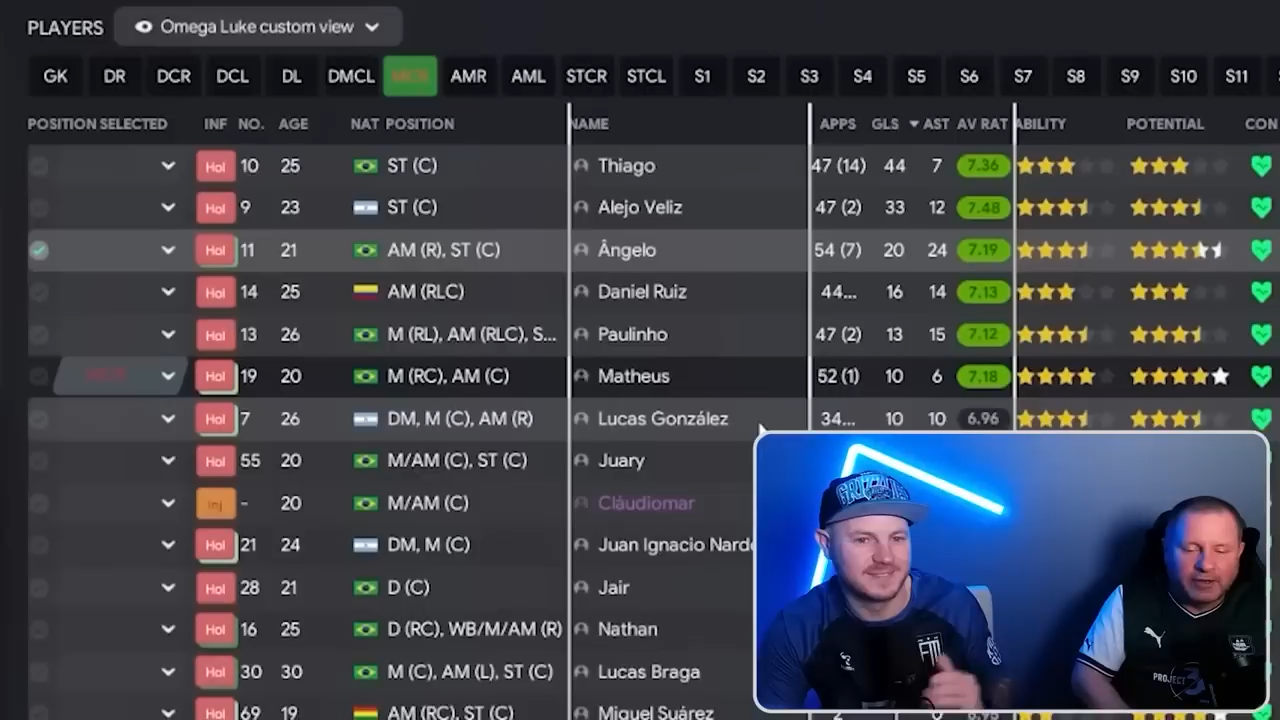 PLAYERS Omega Luke custom view
GK DR DCR DCL DL DMCL MCR AMR AML STCR STCL S1 S2 S3 S4 S5 S6 S7 S8 S9 S10 S11
POSITION SELECTED INF NO. AGE NAT POSITION NAME APPS GLS AST AV RAT ABILITY POTENTIAL CON
Hol 10 25 ST (C) Thiago 47 (14) 44 7 7.36
Hol 9 23 ST (C) Alejo Veliz 47 (2) 33 12 7.48
Hol 11 21 AM (R), ST (C) Ângelo 54 (7) 20 24 7.19
Hol 14 25 AM (RLC) Daniel Ruiz 44... 16 14 7.13
Hol 13 26 M (RL), AM (RLC), S... Paulinho 47 (2) 13 15 7.12
MCR Hol 19 20 M (RC), AM (C) Matheus 52 (1) 10 6 7.18
Hol 7 26 DM, M (C), AM (R) Lucas González 34... 10 10 6.96
Hol 55 20 M/AM (C), ST (C) Juary
Inj - 20 M/AM (C) Cláudiomar
Hol 21 24 DM, M (C) Juan Ignacio Nard
Hol 28 21 D (C) Jair
Hol 16 25 D (RC), WB/M/AM (R) Nathan
Hol 30 30 M (C), AM (L), ST (C) Lucas Braga
Hol 69 19 AM (RC), ST (C) Miguel Suárez
GRIZZLIES
FM
PROJECT 3